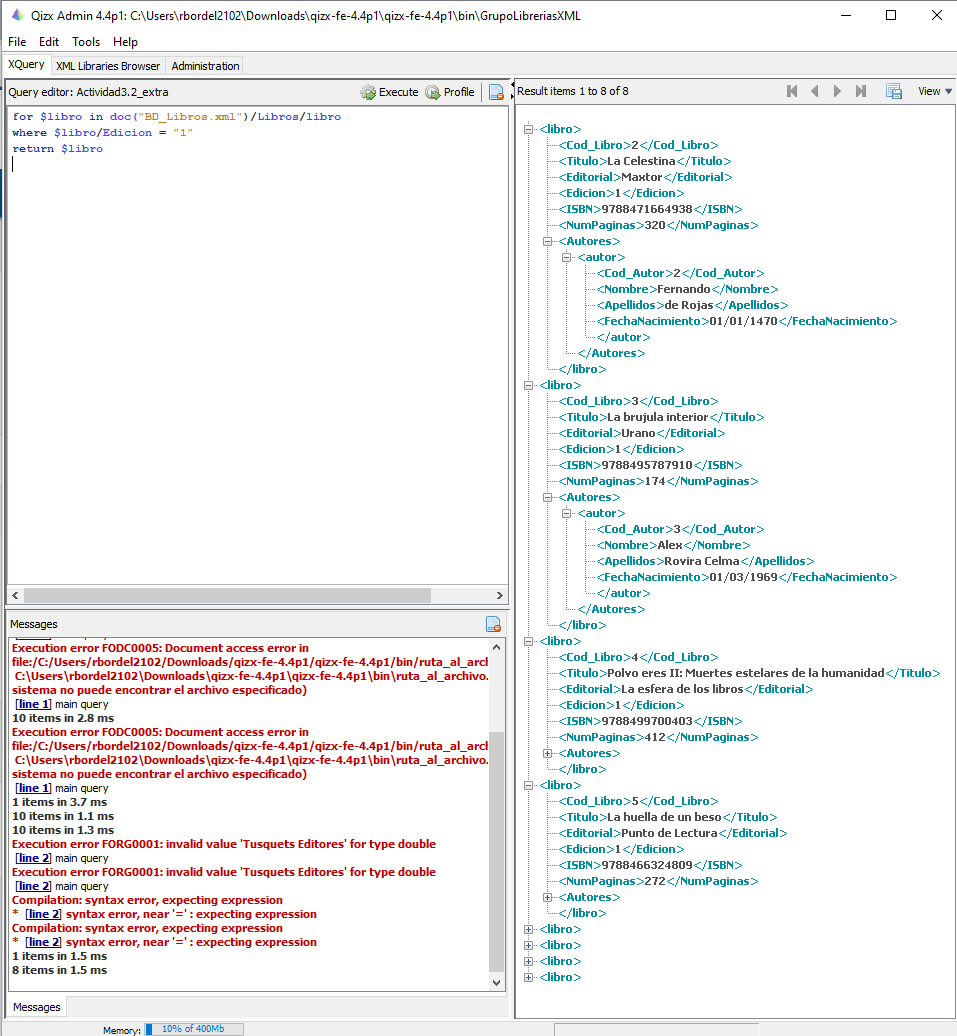 Qizx Admin 4.4p1: C:\Users\rbordel2102\Downloads\qizx-fe-4.4p1\qizx-fe-4.4p1\bin\GrupoLibreriasXML
File Edit Tools Help
XQuery XML Libraries Browser Administration
Query editor: Actividad3.2_extra Execute Profile
for $libro in doc("BD_Libros.xml")/Libros/libro
where $libro/Edicion = "1"
return $libro
Messages
Execution error FODC0005: Document access error in
file:/C:/Users/rbordel2102/Downloads/qizx-fe-4.4p1/qizx-fe-4.4p1/bin/ruta_al_arch
C:\Users\rbordel2102\Downloads\qizx-fe-4.4p1\qizx-fe-4.4p1\bin\ruta_al_archivo.
sistema no puede encontrar el archivo especificado)
[line 1] main query
10 items in 2.8 ms
Execution error FODC0005: Document access error in
file:/C:/Users/rbordel2102/Downloads/qizx-fe-4.4p1/qizx-fe-4.4p1/bin/ruta_al_arch
C:\Users\rbordel2102\Downloads\qizx-fe-4.4p1\qizx-fe-4.4p1\bin\ruta_al_archivo.
sistema no puede encontrar el archivo especificado)
[line 1] main query
1 items in 3.7 ms
10 items in 1.1 ms
10 items in 1.3 ms
Execution error FORG0001: invalid value 'Tusquets Editores' for type double
[line 2] main query
Execution error FORG0001: invalid value 'Tusquets Editores' for type double
[line 2] main query
Compilation: syntax error, expecting expression
* [line 2] syntax error, near '=' : expecting expression
Compilation: syntax error, expecting expression
* [line 2] syntax error, near '=' : expecting expression
1 items in 1.5 ms
8 items in 1.5 ms
Messages
Memory: 10% of 400Mb
Result items 1 to 8 of 8 View
<libro>
<Cod_Libro>2</Cod_Libro>
<Titulo>La Celestina</Titulo>
<Editorial>Maxtor</Editorial>
<Edicion>1</Edicion>
<ISBN>9788471664938</ISBN>
<NumPaginas>320</NumPaginas>
<Autores>
<autor>
<Cod_Autor>2</Cod_Autor>
<Nombre>Fernando</Nombre>
<Apellidos>de Rojas</Apellidos>
<FechaNacimiento>01/01/1470</FechaNacimiento>
</autor>
</Autores>
</libro>
<libro>
<Cod_Libro>3</Cod_Libro>
<Titulo>La brujula interior</Titulo>
<Editorial>Urano</Editorial>
<Edicion>1</Edicion>
<ISBN>9788495787910</ISBN>
<NumPaginas>174</NumPaginas>
<Autores>
<autor>
<Cod_Autor>3</Cod_Autor>
<Nombre>Alex</Nombre>
<Apellidos>Rovira Celma</Apellidos>
<FechaNacimiento>01/03/1969</FechaNacimiento>
</autor>
</Autores>
</libro>
<libro>
<Cod_Libro>4</Cod_Libro>
<Titulo>Polvo eres II: Muertes estelares de la humanidad</Titulo>
<Editorial>La esfera de los libros</Editorial>
<Edicion>1</Edicion>
<ISBN>9788499700403</ISBN>
<NumPaginas>412</NumPaginas>
<Autores>
</libro>
<libro>
<Cod_Libro>5</Cod_Libro>
<Titulo>La huella de un beso</Titulo>
<Editorial>Punto de Lectura</Editorial>
<Edicion>1</Edicion>
<ISBN>9788466324809</ISBN>
<NumPaginas>272</NumPaginas>
<Autores>
</libro>
<libro>
<libro>
<libro>
<libro>